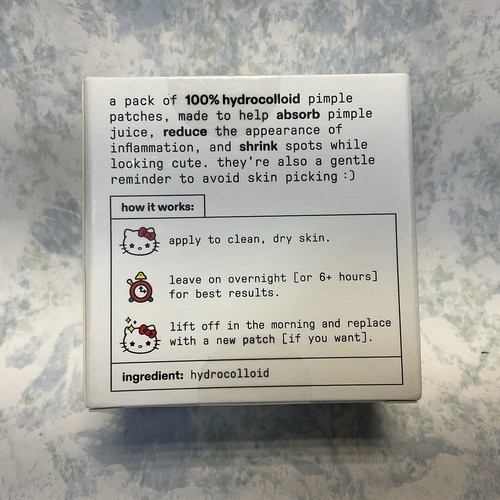 a pack of 100% hydrocolloid pimple
patches, made to help absorb pimple
juice, reduce the appearance of
inflammation, and shrink spots while
looking cute. they're also a gentle
reminder to avoid skin picking :)
how it works:
apply to clean, dry skin.
leave on overnight [or 6+ hours]
for best results.
lift off in the morning and replace
with a new patch [if you want].
ingredient: hydrocolloid